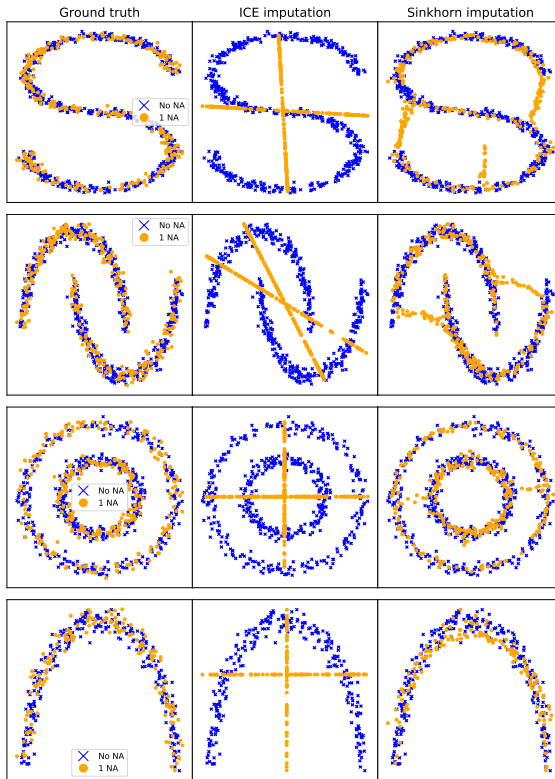 Ground truth
ICE imputation
Sinkhorn imputation
No NA
1 NA
No NA
1 NA
No NA
1 NA
No NA
1 NA